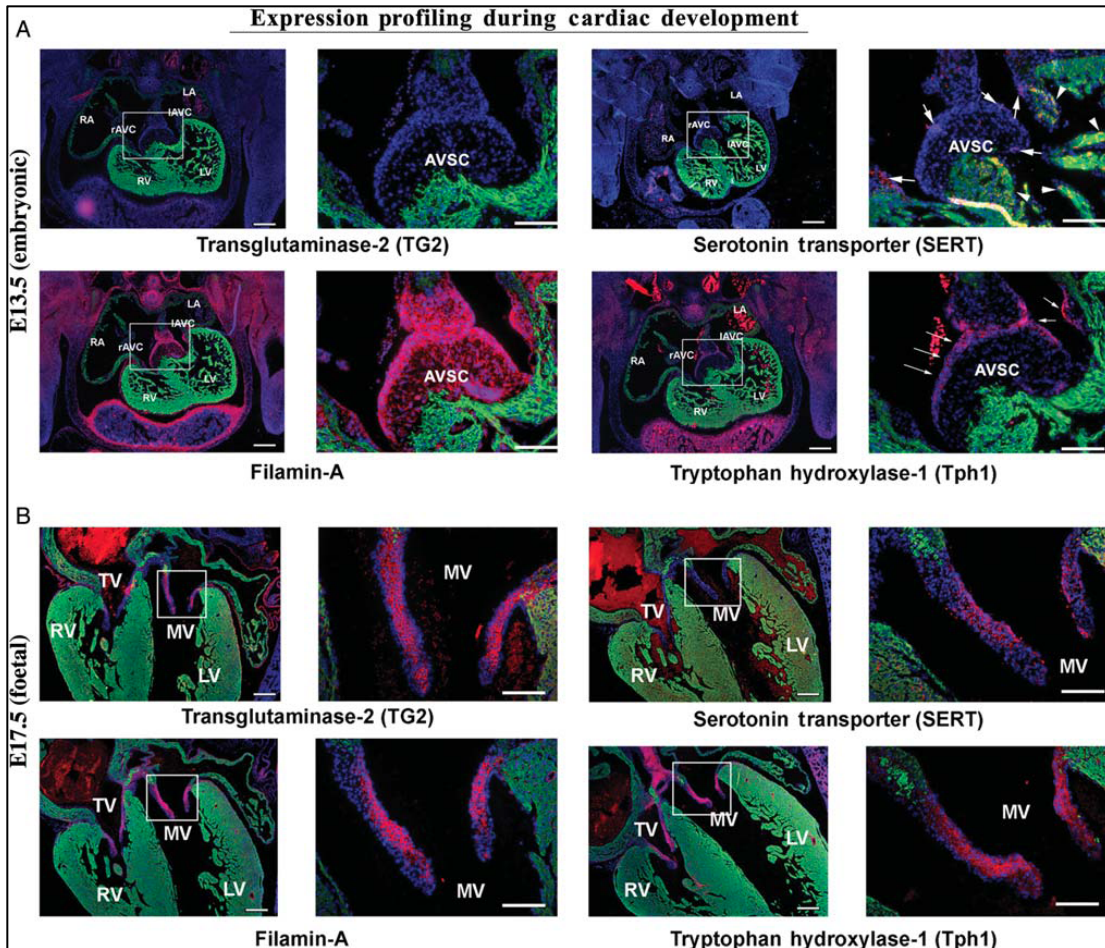 Expression profiling during cardiac development
A
E13.5 (embryonic)
RA
LA
rAVC
lAVC
RV
LV
AVSC
LA
RA
rAVC
lAVC
RV
LV
AVSC
Transglutaminase-2 (TG2)
Serotonin transporter (SERT)
RA
LA
rAVC
lAVC
RV
LV
AVSC
LA
RA
rAVC
lAVC
RV
LV
AVSC
Filamin-A
Tryptophan hydroxylase-1 (Tph1)
B
E17.5 (foetal)
TV
RV
MV
LV
MV
TV
RV
MV
LV
MV
Transglutaminase-2 (TG2)
Serotonin transporter (SERT)
TV
RV
MV
LV
MV
TV
RV
MV
LV
MV
Filamin-A
Tryptophan hydroxylase-1 (Tph1)